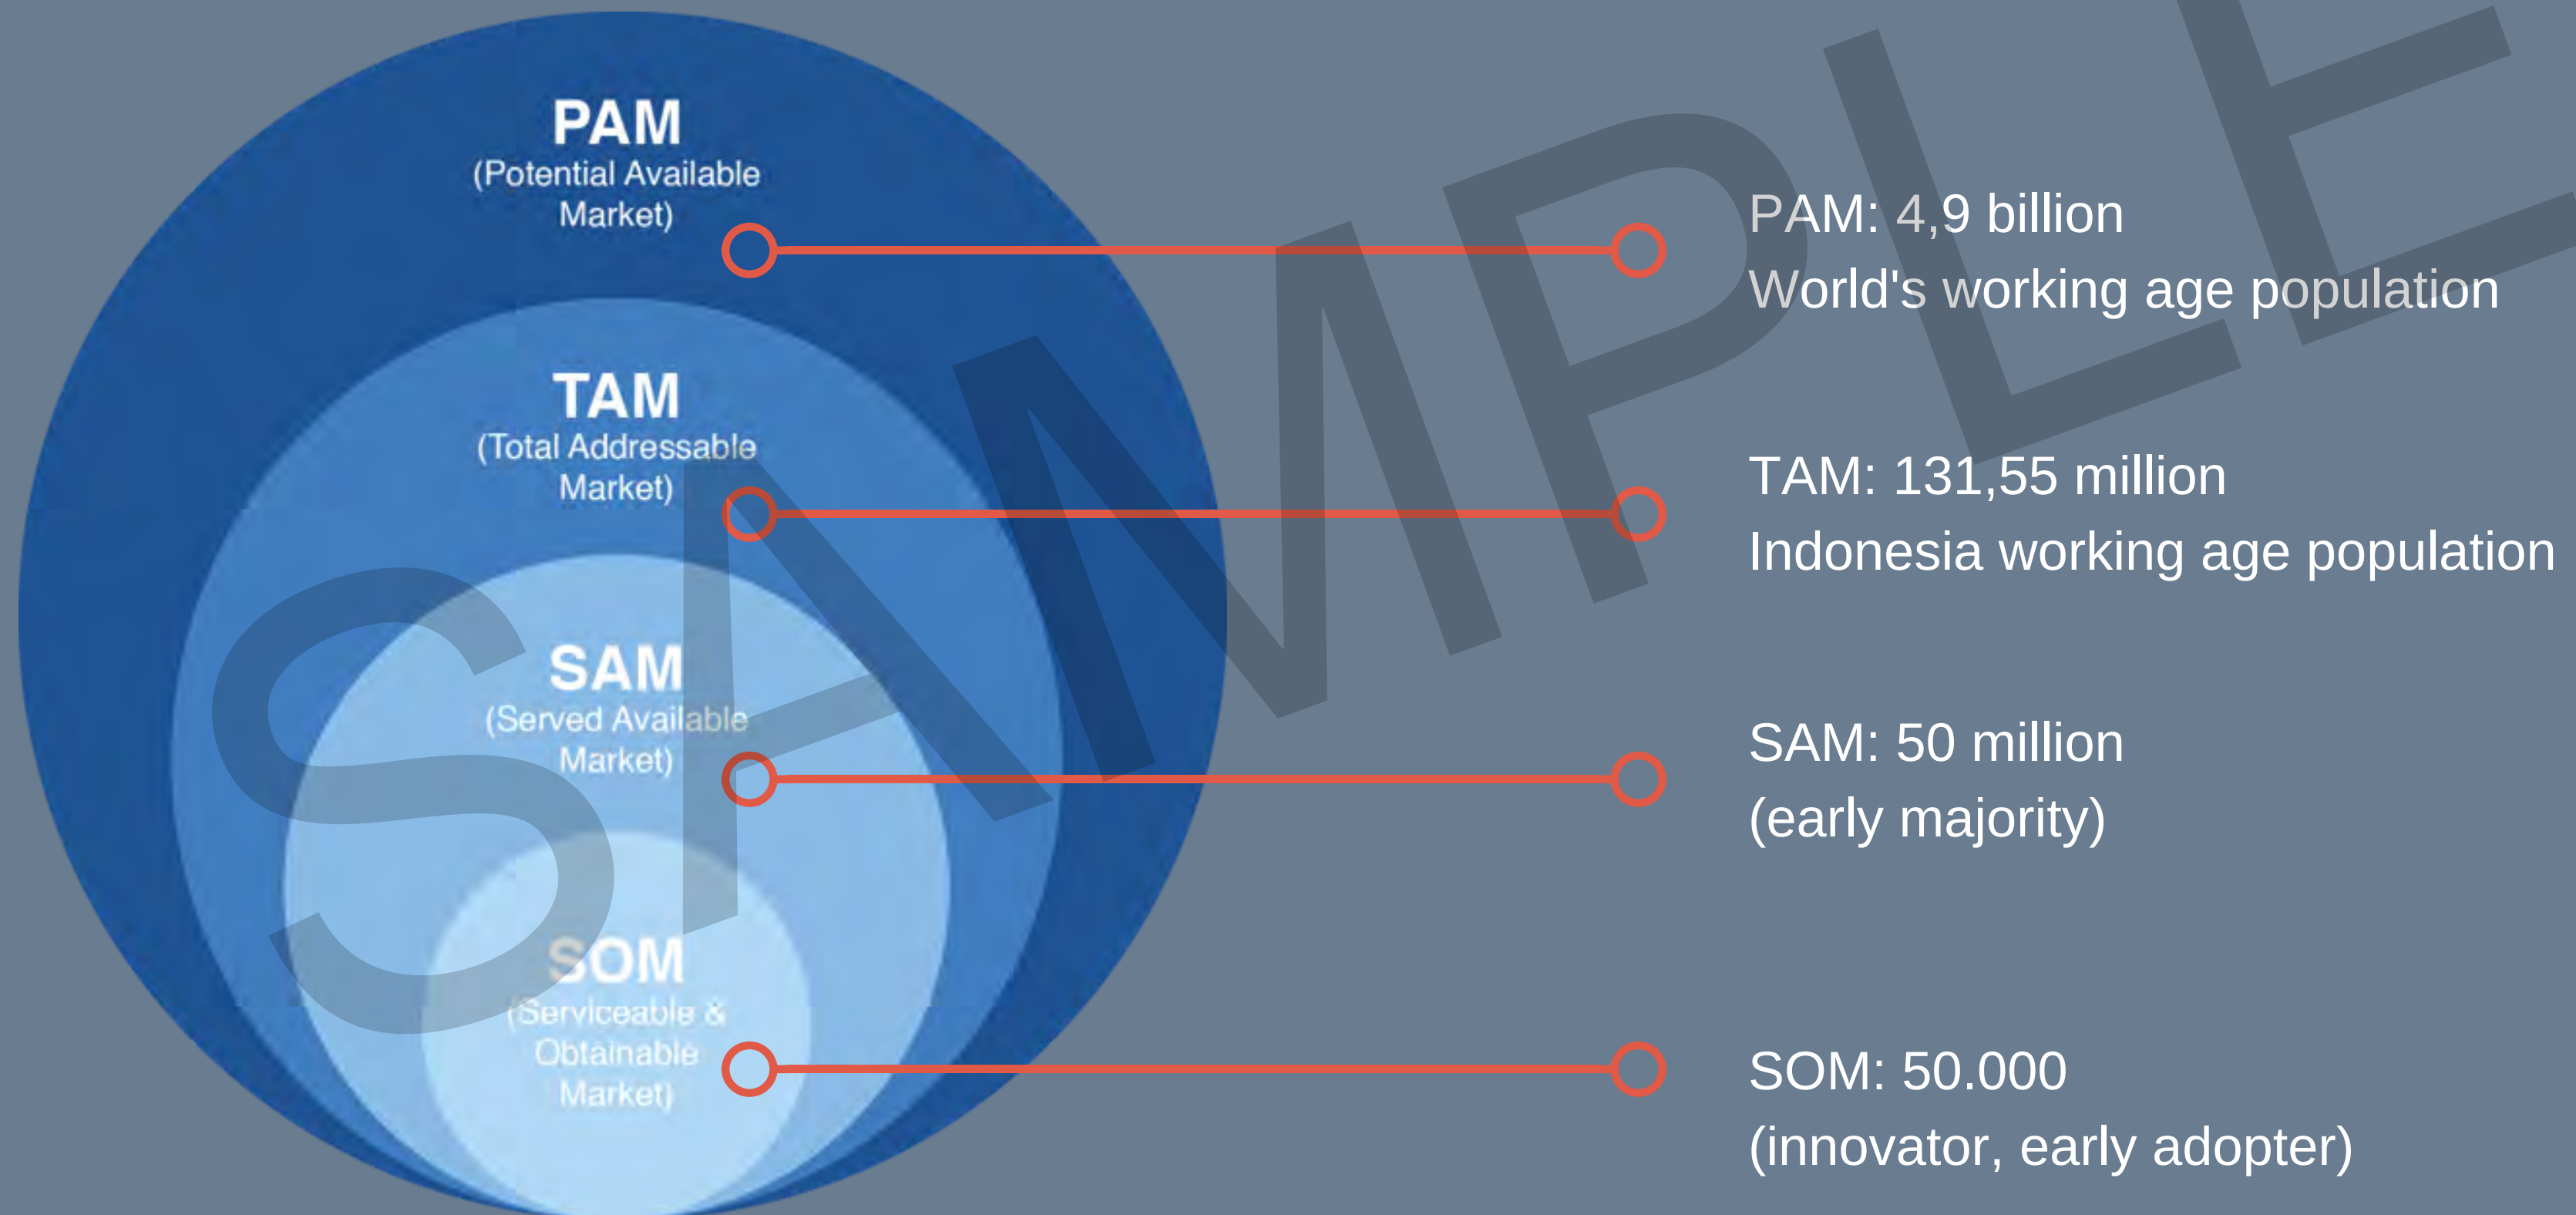 PAM
(Potential Available
Market)
PAM: 4,9 billion
World's working age population
TAM
(Total Addressable
Market)
TAM: 131,55 million
Indonesia working age population
SAM
(Served Available
Market)
SAM: 50 million
(early majority)
SOM
(Serviceable &
Obtainable
Market)
SOM: 50.000
(innovator, early adopter)
SAMPLE